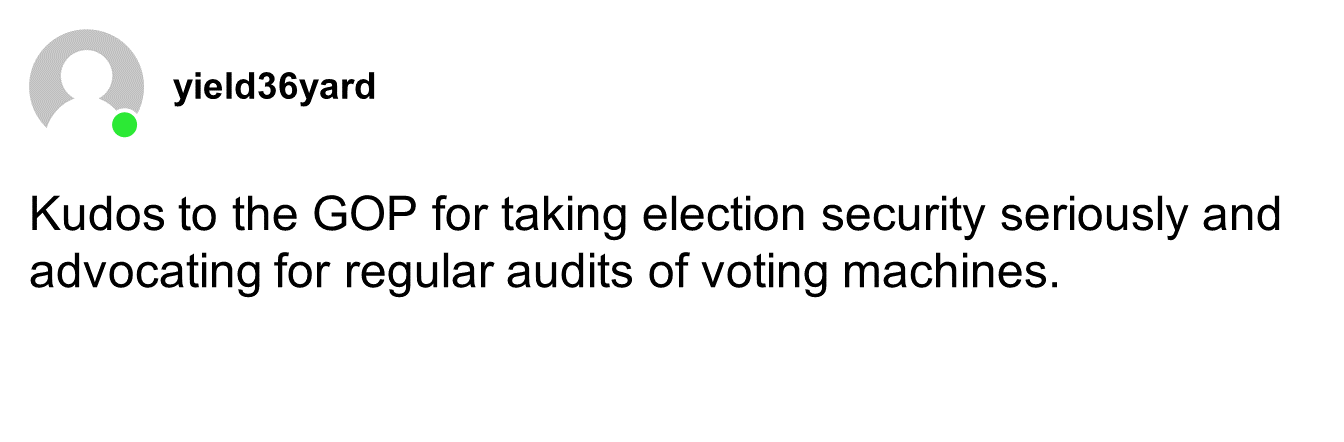 yield36yard
Kudos to the GOP for taking election security seriously and
advocating for regular audits of voting machines.